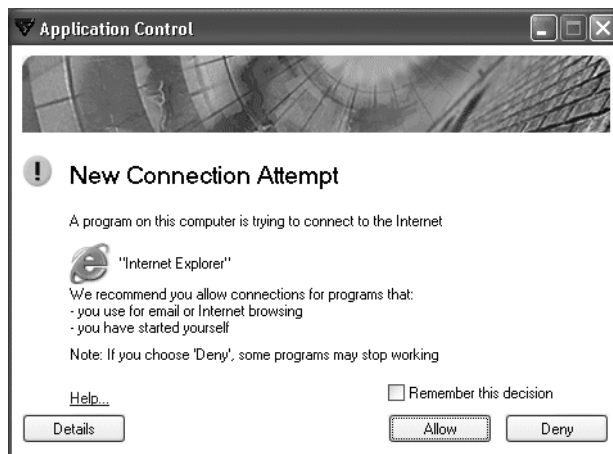 Application Control
New Connection Attempt
A program on this computer is trying to connect to the Internet
"Internet Explorer"
We recommend you allow connections for programs that:
- you use for email or Internet browsing
- you have started yourself
Note: If you choose 'Deny', some programs may stop working
Help...
Remember this decision
Details
Allow
Deny